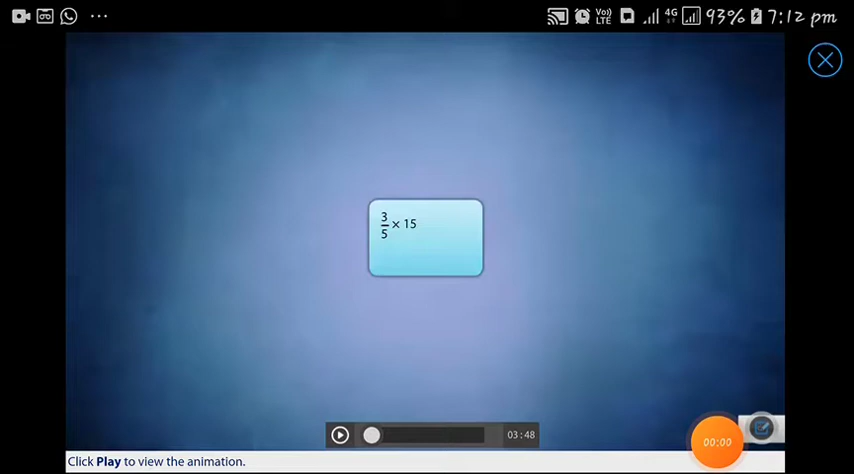 Vo)) 4G 93% 7:12 pm
LTE
3
— × 15
5
03:48
00:00
Click Play to view the animation.